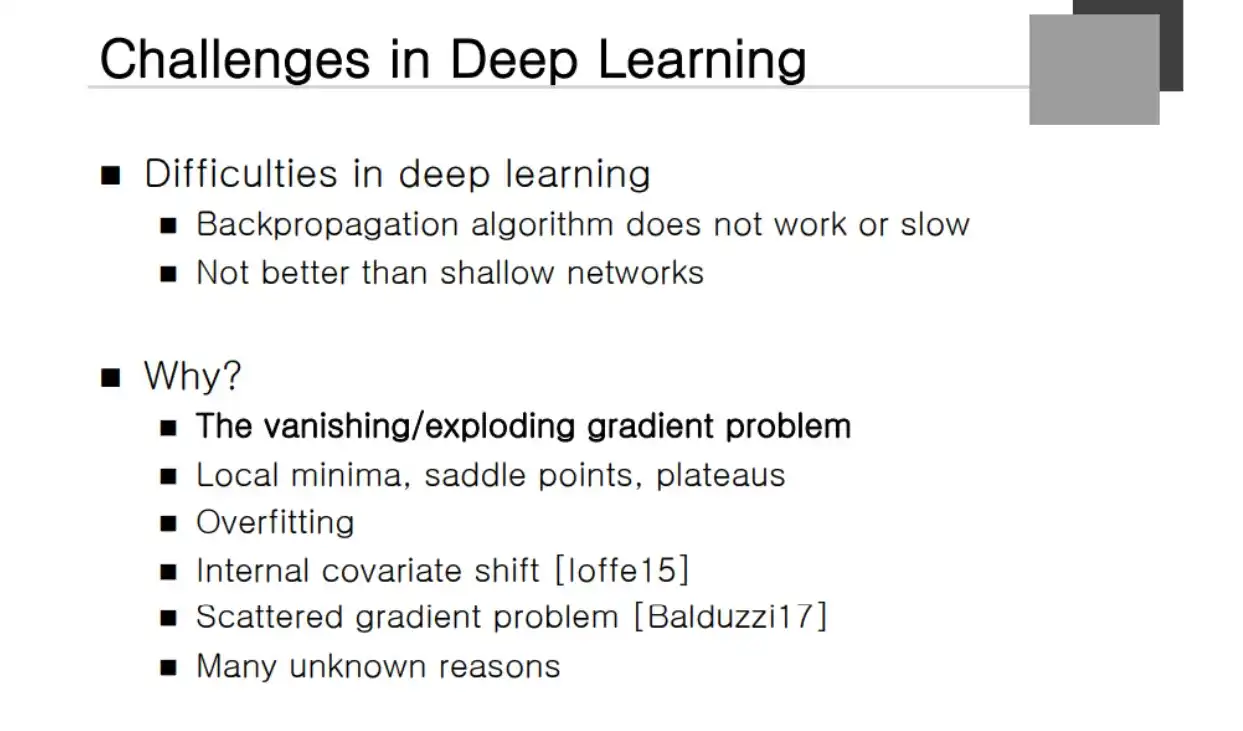 Challenges in Deep Learning
■ Difficulties in deep learning
■ Backpropagation algorithm does not work or slow
■ Not better than shallow networks
■ Why?
■ The vanishing/exploding gradient problem
■ Local minima, saddle points, plateaus
■ Overfitting
■ Internal covariate shift [Ioffe15]
■ Scattered gradient problem [Balduzzi17]
■ Many unknown reasons